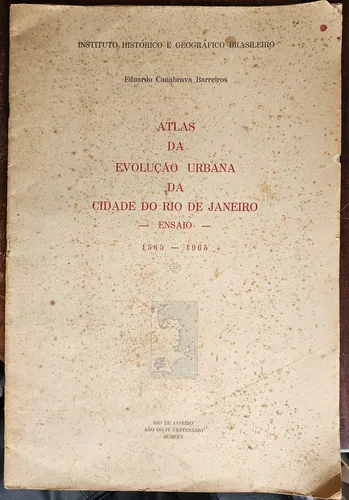 INSTITUTO HISTÓRICO E GEOGRÁFICO BRASILEIRO
Eduardo Canabrava Barreiros
ATLAS
DA
EVOLUÇÃO URBANA
DA
CIDADE DO RIO DE JANEIRO
— ENSAIO —
1565 — 1965
RIO DE JANEIRO
ANO DO IV CENTENÁRIO
MCMLXV